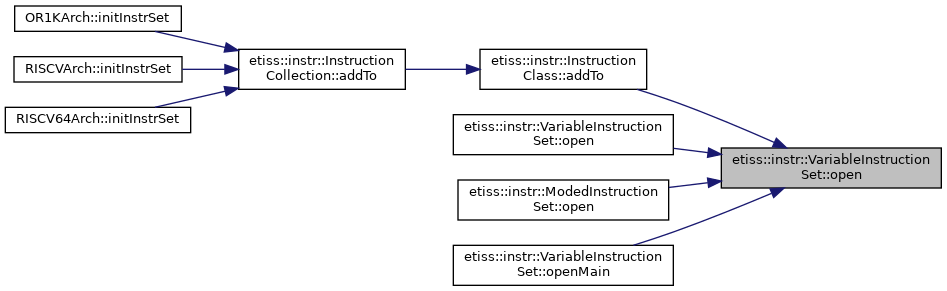 OR1KArch::initInstrSet
RISCVArch::initInstrSet
RISCV64Arch::initInstrSet
etiss::instr::Instruction
Collection::addTo
etiss::instr::Instruction
Class::addTo
etiss::instr::VariableInstruction
Set::open
etiss::instr::ModedInstruction
Set::open
etiss::instr::VariableInstruction
Set::openMain
etiss::instr::VariableInstruction
Set::open